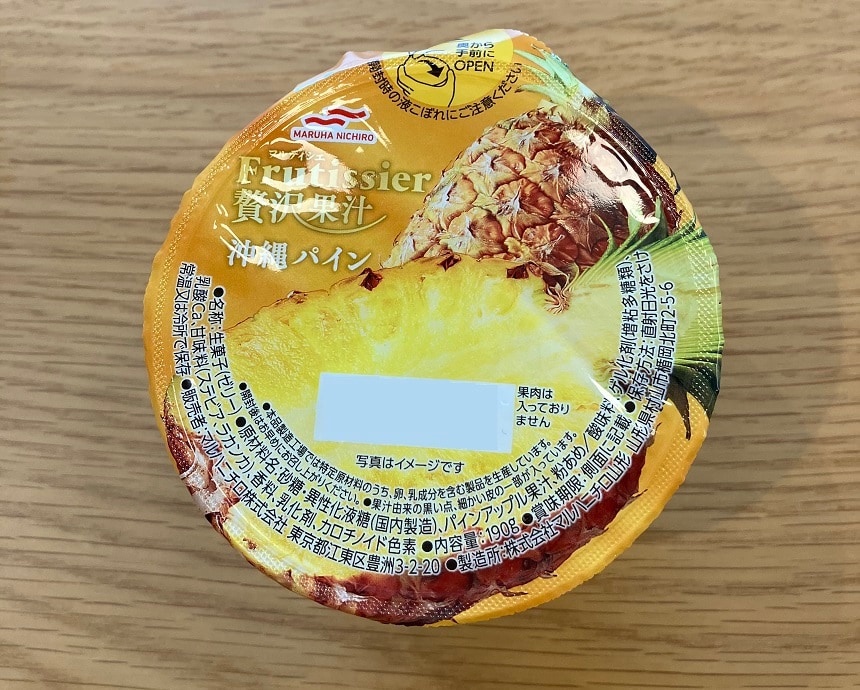 奥から
手前に
OPEN
開封時の液こぼれにご注意ください
MARUHA NICHIRO
フルティシエ
Frutissier
贅沢果汁
沖縄パイン
果肉は
入っており
ません
写真はイメージです
●本品製造工場では特定原材料のうち、卵、乳成分を含む製品を生産しています。
●開封後はお早めにお召し上がりください。●果汁由来の黒い点、細かい皮の一部が入っています。
●名称:生菓子(ゼリー)●原材料名:砂糖・異性化液糖(国内製造)、パインアップル果汁、粉あめ/酸味料、ゲル化剤(増粘多糖類)、
乳酸Ca、甘味料(ステビア、ラカンカ)、香料、乳化剤、カロチノイド色素 ●内容量:190g ●賞味期限:側面に記載 ●保存方法:直射日光をさけ
常温又は冷所で保存 ●販売者:マルハニチロ株式会社 東京都江東区豊洲3-2-20 ●製造所:株式会社マルハニチロ山形 山形県村山市楯岡北町2-5-6